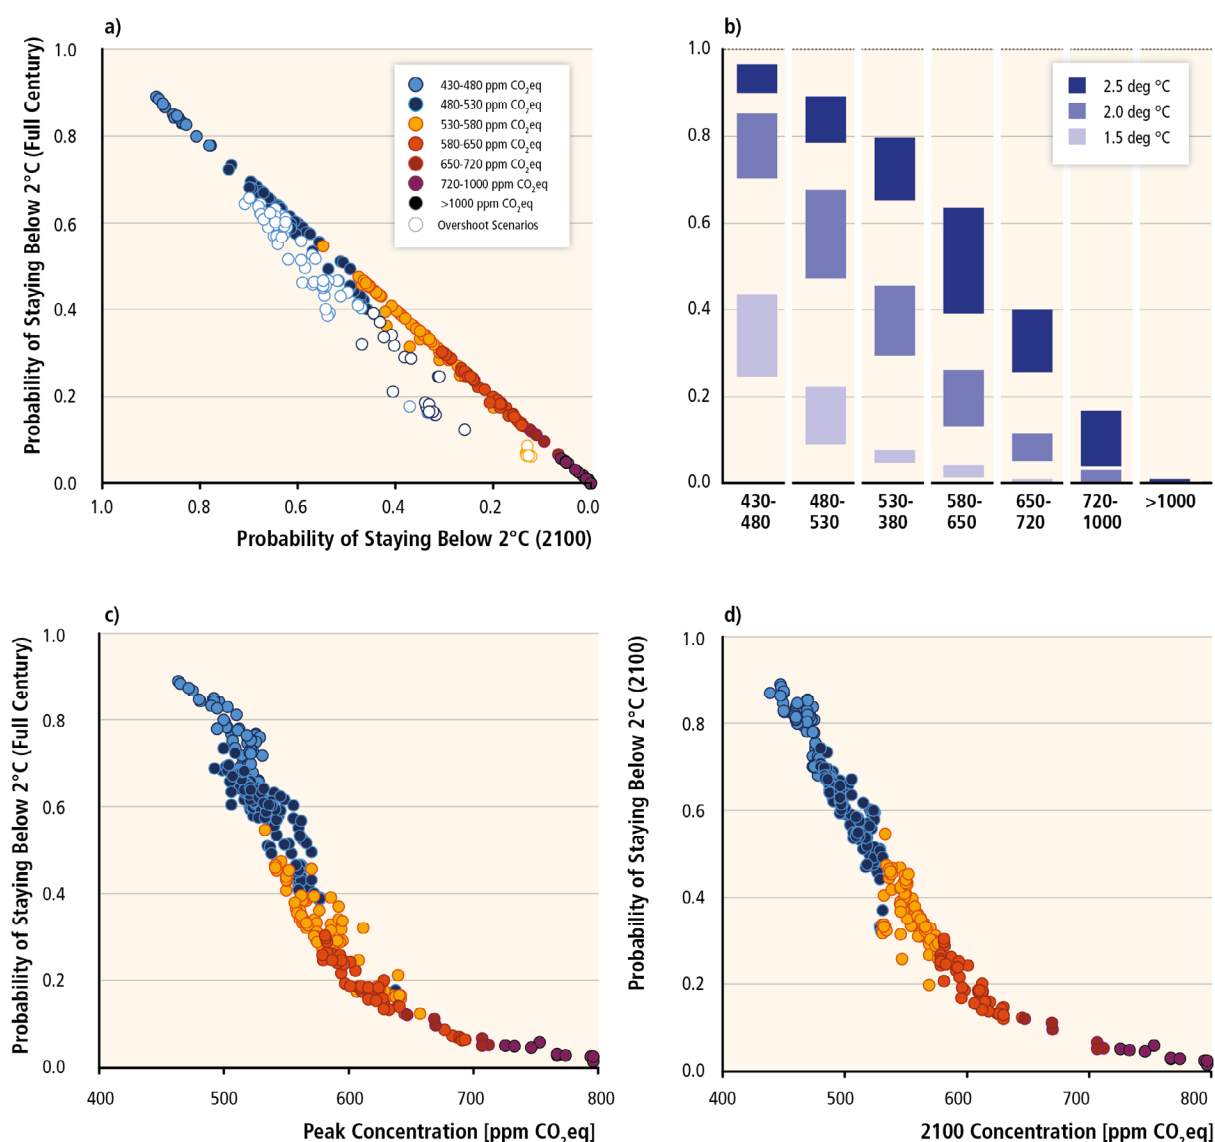 a)
Probability of Staying Below 2°C (Full Century)
1.0
0.8
0.6
0.4
0.2
0.0
430-480 ppm CO₂eq
480-530 ppm CO₂eq
530-580 ppm CO₂eq
580-650 ppm CO₂eq
650-720 ppm CO₂eq
720-1000 ppm CO₂eq
>1000 ppm CO₂eq
Overshoot Scenarios
1.0 0.8 0.6 0.4 0.2 0.0
Probability of Staying Below 2°C (2100)
b)
1.0
0.8
0.6
0.4
0.2
0.0
2.5 deg °C
2.0 deg °C
1.5 deg °C
430- 480- 530- 580- 650- 720- >1000
480 530 380 650 720 1000
c)
Probability of Staying Below 2°C (Full Century)
1.0
0.8
0.6
0.4
0.2
0.0
400 500 600 700 800
Peak Concentration [ppm CO₂eq]
d)
Probability of Staying Below 2°C (2100)
1.0
0.8
0.6
0.4
0.2
0.0
400 500 600 700 800
2100 Concentration [ppm CO₂eq]